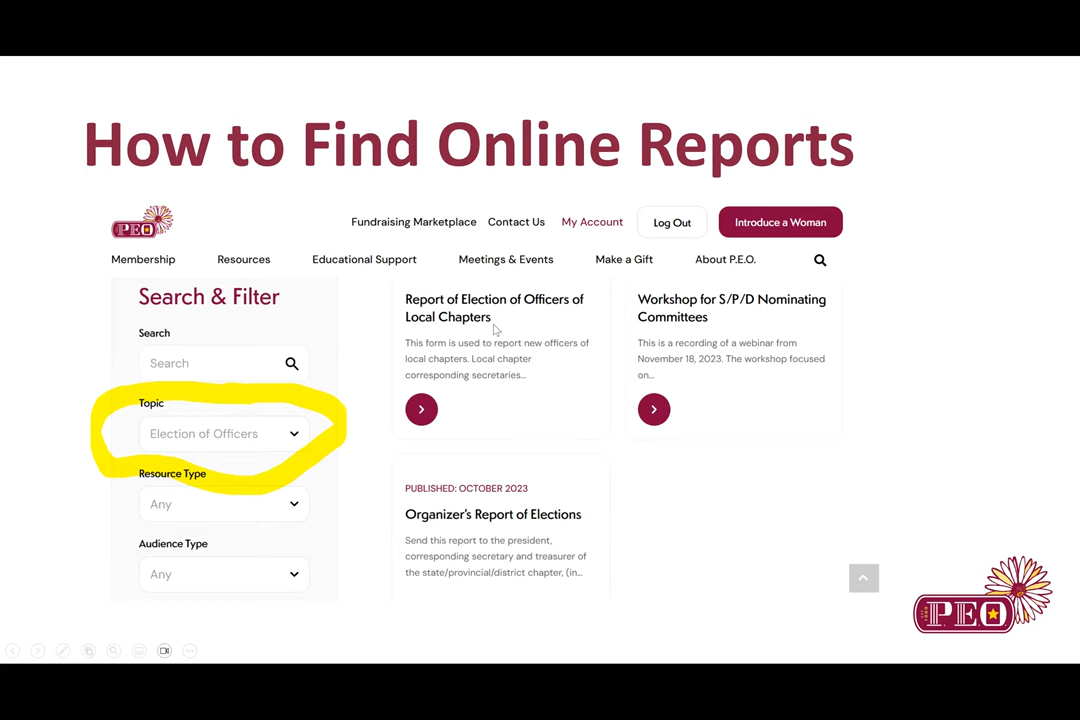 How to Find Online Reports
PEO
Fundraising Marketplace
Contact Us
My Account
Log Out
Introduce a Woman
Membership
Resources
Educational Support
Meetings & Events
Make a Gift
About P.E.O.
Search & Filter
Search
Search
Topic
Election of Officers
Resource Type
Any
Audience Type
Any
Report of Election of Officers of
Local Chapters
This form is used to report new officers of
local chapters. Local chapter
corresponding secretaries...
Workshop for S/P/D Nominating
Committees
This is a recording of a webinar from
November 18, 2023. The workshop focused
on...
PUBLISHED: OCTOBER 2023
Organizer's Report of Elections
Send this report to the president,
corresponding secretary and treasurer of
the state/provincial/district chapter, (in...
PEO